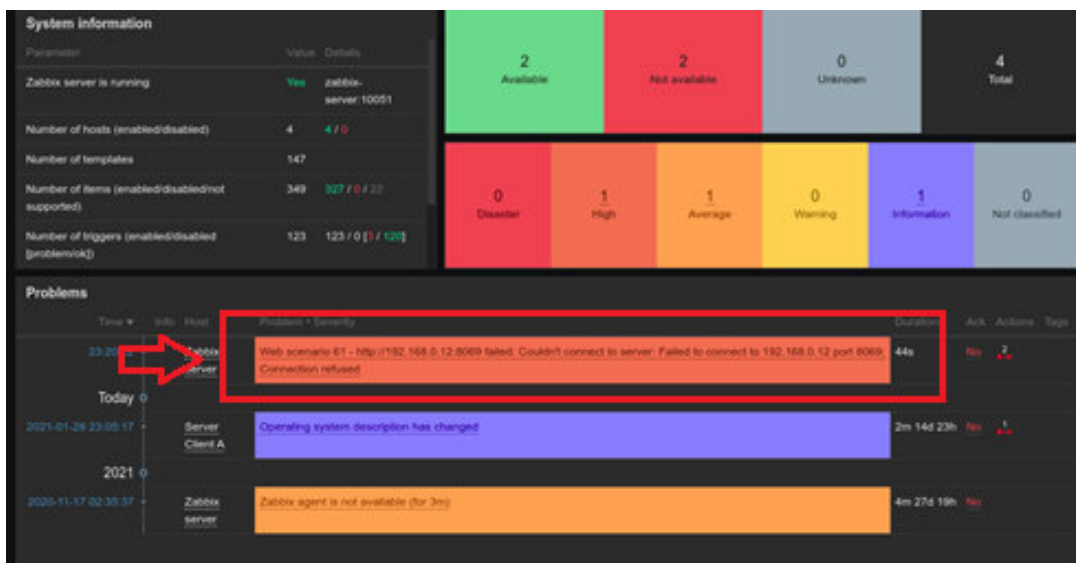 System information
Parameter Value Details
Zabbix server is running Yes zabbix-
server:10051
Number of hosts (enabled/disabled) 4 4 / 0
Number of templates 147
Number of items (enabled/disabled/not
supported) 349 327 / 0 / 22
Number of triggers (enabled/disabled
[problem/ok]) 123 123 / 0 [3 / 120]
2 2 0 4
Available Not available Unknown Total
0 1 1 0 1 0
Disaster High Average Warning Information Not classified
Problems
Time Info Host Problem • Severity Duration Ack Actions Tags
Zabbix
server Web scenario 61 - http://192.168.0.12:8069 failed: Couldn't connect to server: Failed to connect to 192.168.0.12 port 8069: 44s No 2
Connection refused
Today
2021-01-28 23:05:17 Server
Client A Operating system description has changed 2m 14d 23h No 1
2021
2020-11-17 02:35:37 Zabbix
server Zabbix agent is not available (for 3m) 4m 27d 19h No